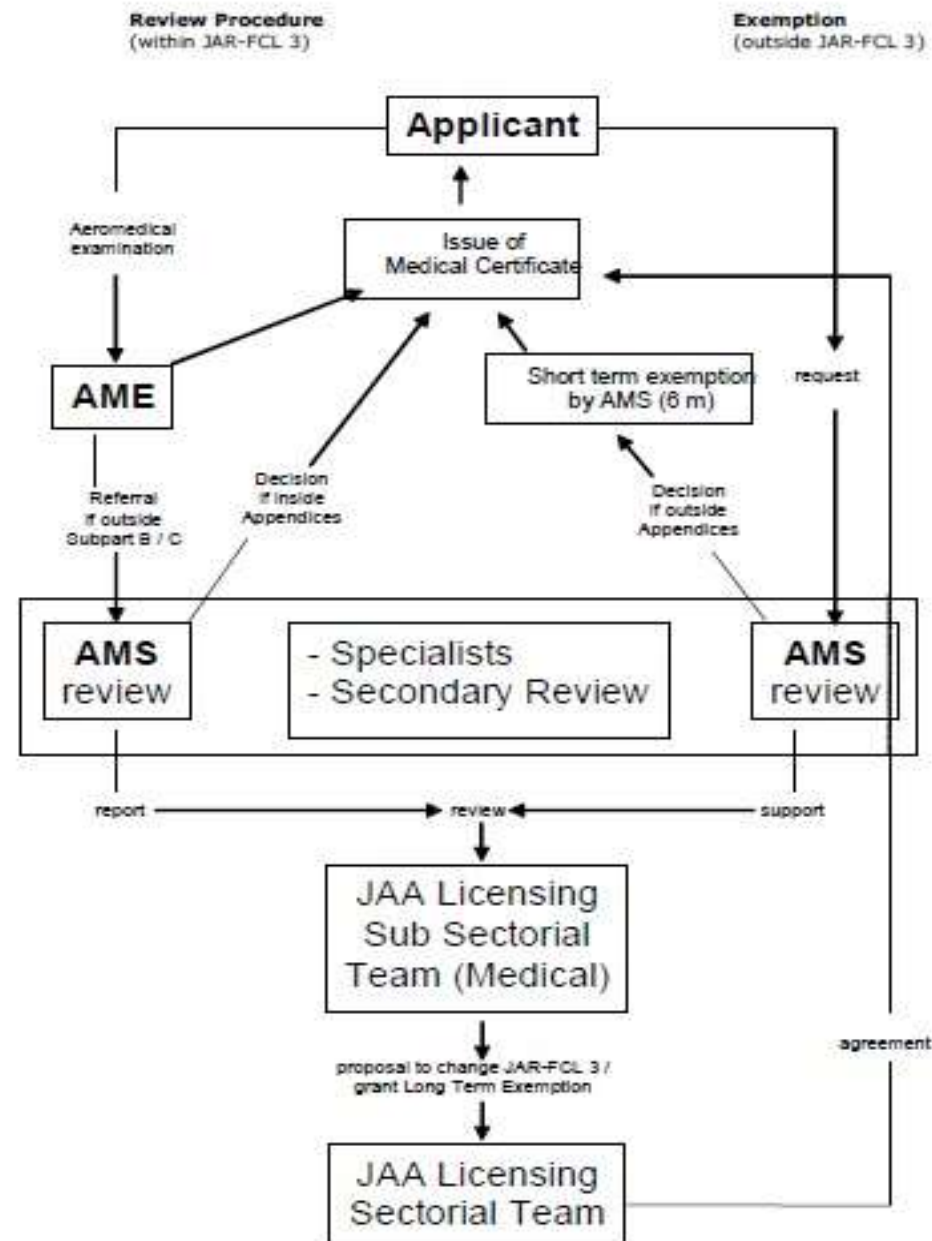 Review Procedure
(within JAR-FCL 3)
Exemption
(outside JAR-FCL 3)
Applicant
Aeromedical
examination
Issue of
Medical Certificate
AME
Short term exemption
by AMS (6 m)
request
Referral
if outside
Subpart B / C
Decision
if inside
Appendices
Decision
if outside
Appendices
AMS
review
- Specialists
- Secondary Review
AMS
review
report
review
support
JAA Licensing
Sub Sectorial
Team (Medical)
agreement
proposal to change JAR-FCL 3 /
grant Long Term Exemption
JAA Licensing
Sectorial Team